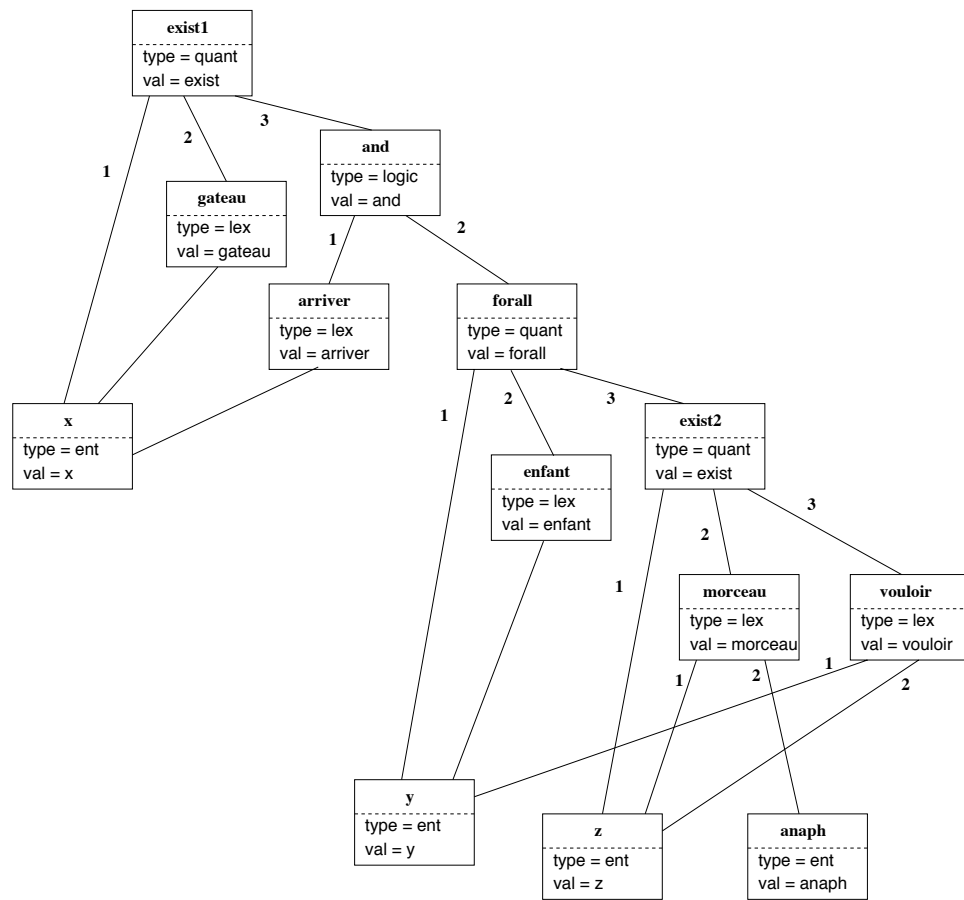 exist1
type = quant
val = exist
3
2
1
and
type = logic
val = and
gateau
type = lex
val = gateau
1
2
arriver
type = lex
val = arriver
forall
type = quant
val = forall
1
2
3
x
type = ent
val = x
exist2
type = quant
val = exist
enfant
type = lex
val = enfant
1
2
3
morceau
type = lex
val = morceau
vouloir
type = lex
val = vouloir
1
2
1
2
y
type = ent
val = y
z
type = ent
val = z
anaph
type = ent
val = anaph